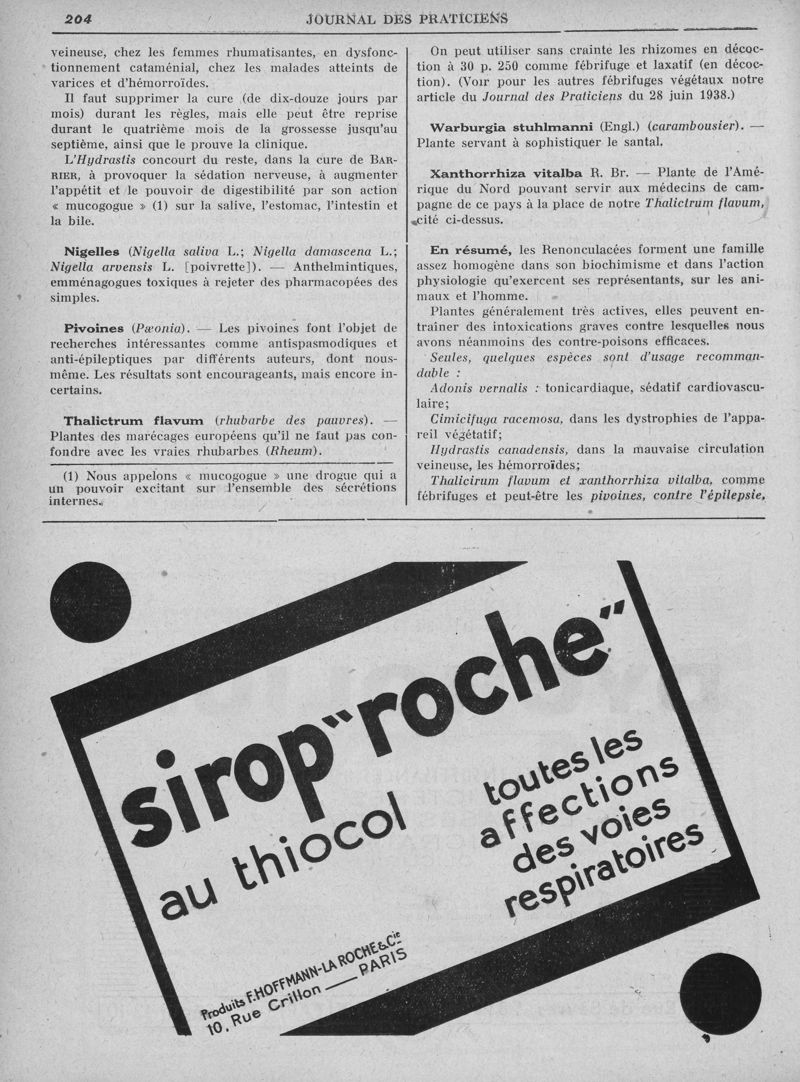 204
JOURNAL DES PRATICIENS
veineuse, chez les femmes rhumatisantes, en dysfonc-
tionnement cataménial, chez les malades atteints de
varices et d'hémorroïdes.
Il faut supprimer la cure (de dix-douze jours par
mois) durant les règles, mais elle peut être reprise
durant le quatrième mois de la grossesse jusqu'au
septième, ainsi que le prouve la clinique.
L'Hydrastis concourt du reste, dans la cure de BAR-
RIER, à provoquer la sédation nerveuse, à augmenter
l'appétit et le pouvoir de digestibilité par son action
« mucogogue » (1) sur la salive, l'estomac, l'intestin et
la bile.
Nigelles (Nigella saliva L.; Nigella damascena L.;
Nigella arvensis L. [poivrette]). — Anthelmintiques,
emménagogues toxiques à rejeter des pharmacopées des
simples.
Pivoines (Pæonia). — Les pivoines font l'objet de
recherches intéressantes comme antispasmodiques et
anti-épileptiques par différents auteurs, dont nous-
même. Les résultats sont encourageants, mais encore in-
certains.
Thalictrum flavum (rhubarbe des pauvres). —
Plantes des marécages européens qu'il ne faut pas con-
fondre avec les vraies rhubarbes (Rheum).
(1) Nous appelons « mucogogue » une drogue qui a
un pouvoir excitant sur l'ensemble des sécrétions
internes.
On peut utiliser sans crainte les rhizomes en décoc-
tion à 30 p. 250 comme fébrifuge et laxatif (en décoc-
tion). (Voir pour les autres fébrifuges végétaux notre
article du Journal des Praticiens du 28 juin 1938.)
Warburgia stuhlmanni (Engl.) (carambousier). —
Plante servant à sophistiquer le santal.
Xanthorrhiza vitalba R. Br. — Plante de l'Amé-
rique du Nord pouvant servir aux médecins de cam-
pagne de ce pays à la place de notre Thalictrum flavum,
cité ci-dessus.
En résumé, les Renonculacées forment une famille
assez homogène dans son biochimisme et dans l'action
physiologie qu'exercent ses représentants, sur les ani-
maux et l'homme.
Plantes généralement très actives, elles peuvent en-
traîner des intoxications graves contre lesquelles nous
avons néanmoins des contre-poisons efficaces.
Seules, quelques espèces sont d'usage recomman-
dable :
Adonis vernalis : tonicardiaque, sédatif cardiovascu-
laire;
Cimicifuga racemosa, dans les dystrophies de l'appa-
reil végétatif;
Hydrastis canadensis, dans la mauvaise circulation
veineuse, les hémorroïdes;
Thalicirum flavum et xanthorrhiza vitalba, comme
fébrifuges et peut-être les pivoines, contre l'épilepsie,
sirop "roche"
au thiocol
toutes les
affections
des voies
respiratoires
Produits F. HOFFMANN-LA ROCHE & Cie
10, Rue Crillon — PARIS